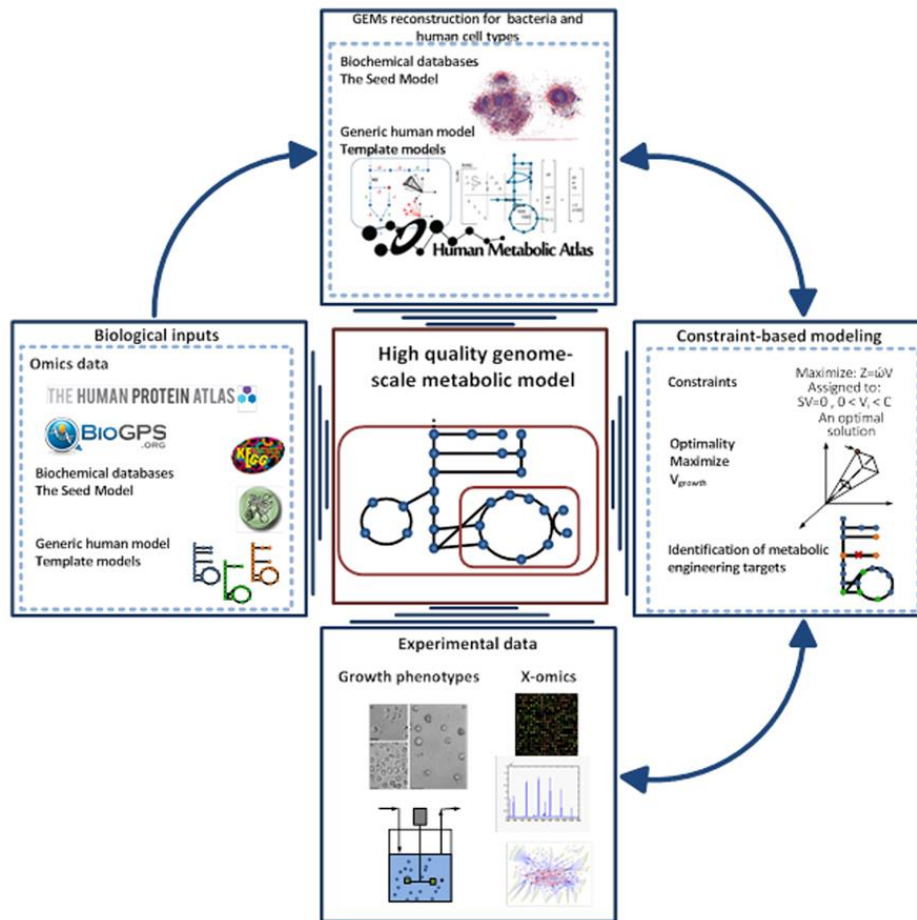 GEMs reconstruction for bacteria and
human cell types
Biochemical databases
The Seed Model
Generic human model
Template models
Human Metabolic Atlas
Biological inputs
Omics data
THE HUMAN PROTEIN ATLAS
BIOGPS
.ORG
KEGG
Biochemical databases
The Seed Model
Generic human model
Template models
High quality genome-
scale metabolic model
Constraint-based modeling
Constraints
Maximize: Z=ώV
Assigned to:
SV=0 , 0 < Vᵢ < C
An optimal
solution
Optimality
Maximize
Vgrowth
Identification of metabolic
engineering targets
Experimental data
Growth phenotypes
X-omics